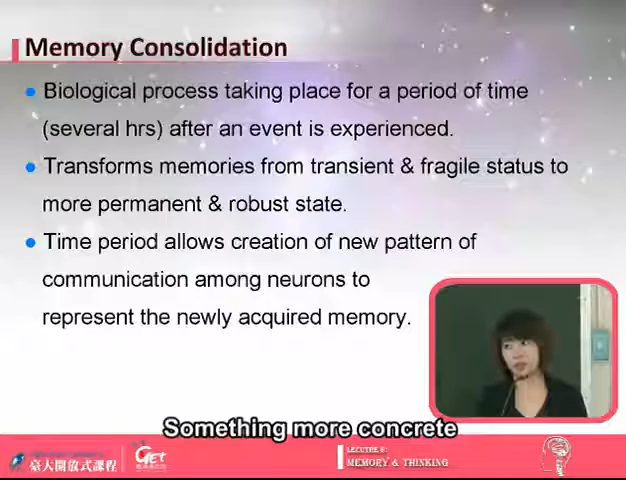 Memory Consolidation
Biological process taking place for a period of time
(several hrs) after an event is experienced.
Transforms memories from transient & fragile status to
more permanent & robust state.
Time period allows creation of new pattern of
communication among neurons to
represent the newly acquired memory.
Something more concrete
臺大開放式課程
GET
LECUTRE 6:
MEMORY & THINKING